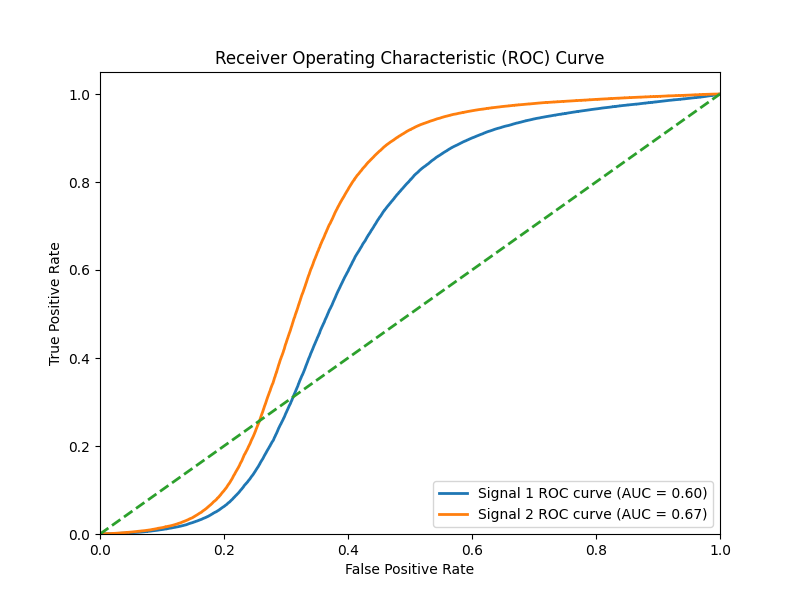 Receiver Operating Characteristic (ROC) Curve
True Positive Rate
1.0
0.8
0.6
0.4
0.2
0.0
Signal 1 ROC curve (AUC = 0.60)
Signal 2 ROC curve (AUC = 0.67)
0.0 0.2 0.4 0.6 0.8 1.0
False Positive Rate